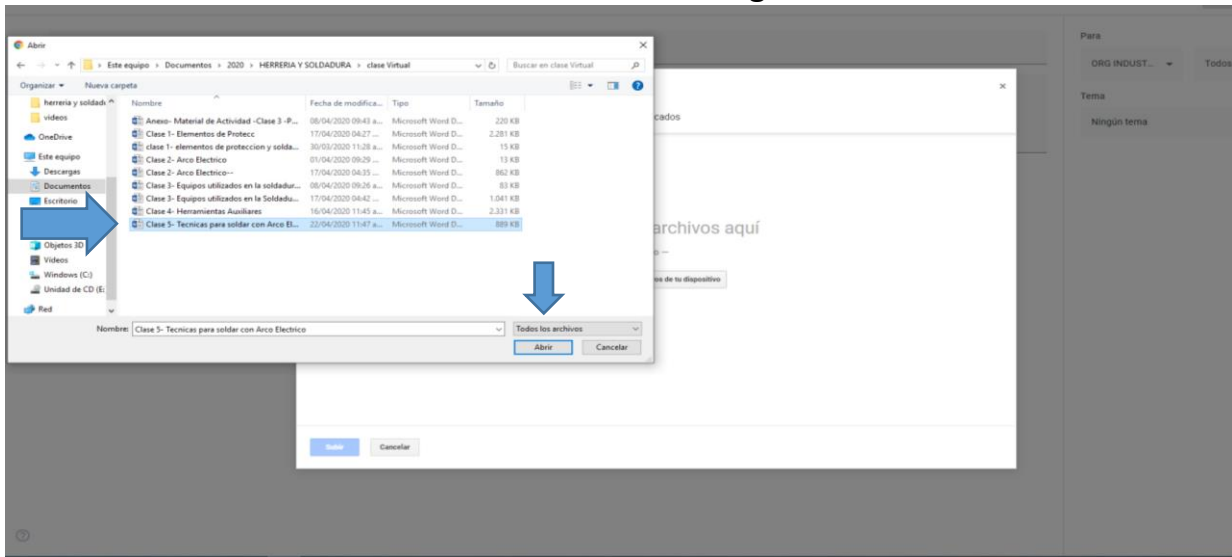 Abrir
Este equipo > Documentos > 2020 > HERRERIA Y SOLDADURA > clase Virtual
Buscar en clase Virtual
Organizar
Nueva carpeta
Nombre
Fecha de modifica...
Tipo
Tamaño
herreria y soldadu
videos
OneDrive
Este equipo
Descargas
Documentos
Escritorio
Objetos 3D
Videos
Windows (C:)
Unidad de CD (E:
Red
Anexo- Material de Actividad -Clase 3 -P... 08/04/2020 09:43 a... Microsoft Word D... 220 KB
Clase 1- Elementos de Protecc 17/04/2020 04:27 ... Microsoft Word D... 2.281 KB
clase 1- elementos de proteccion y solda... 30/03/2020 11:28 a... Microsoft Word D... 15 KB
Clase 2- Arco Electrico 01/04/2020 09:29 ... Microsoft Word D... 13 KB
Clase 2- Arco Electrico-- 17/04/2020 04:35 ... Microsoft Word D... 862 KB
Clase 3- Equipos utilizados en la soldadur... 08/04/2020 09:26 a... Microsoft Word D... 83 KB
Clase 3- Equipos utilizados en la Soldadu... 17/04/2020 04:42 ... Microsoft Word D... 1.041 KB
Clase 4- Herramientas Auxiliares 16/04/2020 11:45 a... Microsoft Word D... 2.331 KB
Clase 5- Tecnicas para soldar con Arco El... 22/04/2020 11:47 a... Microsoft Word D... 889 KB
Nombre: Clase 5- Tecnicas para soldar con Arco Electrico
Todos los archivos
Abrir
Cancelar
cados
archivos aquí
os de tu dispositivo
Subir
Cancelar
Para
ORG INDUST...
Todos
Tema
Ningún tema